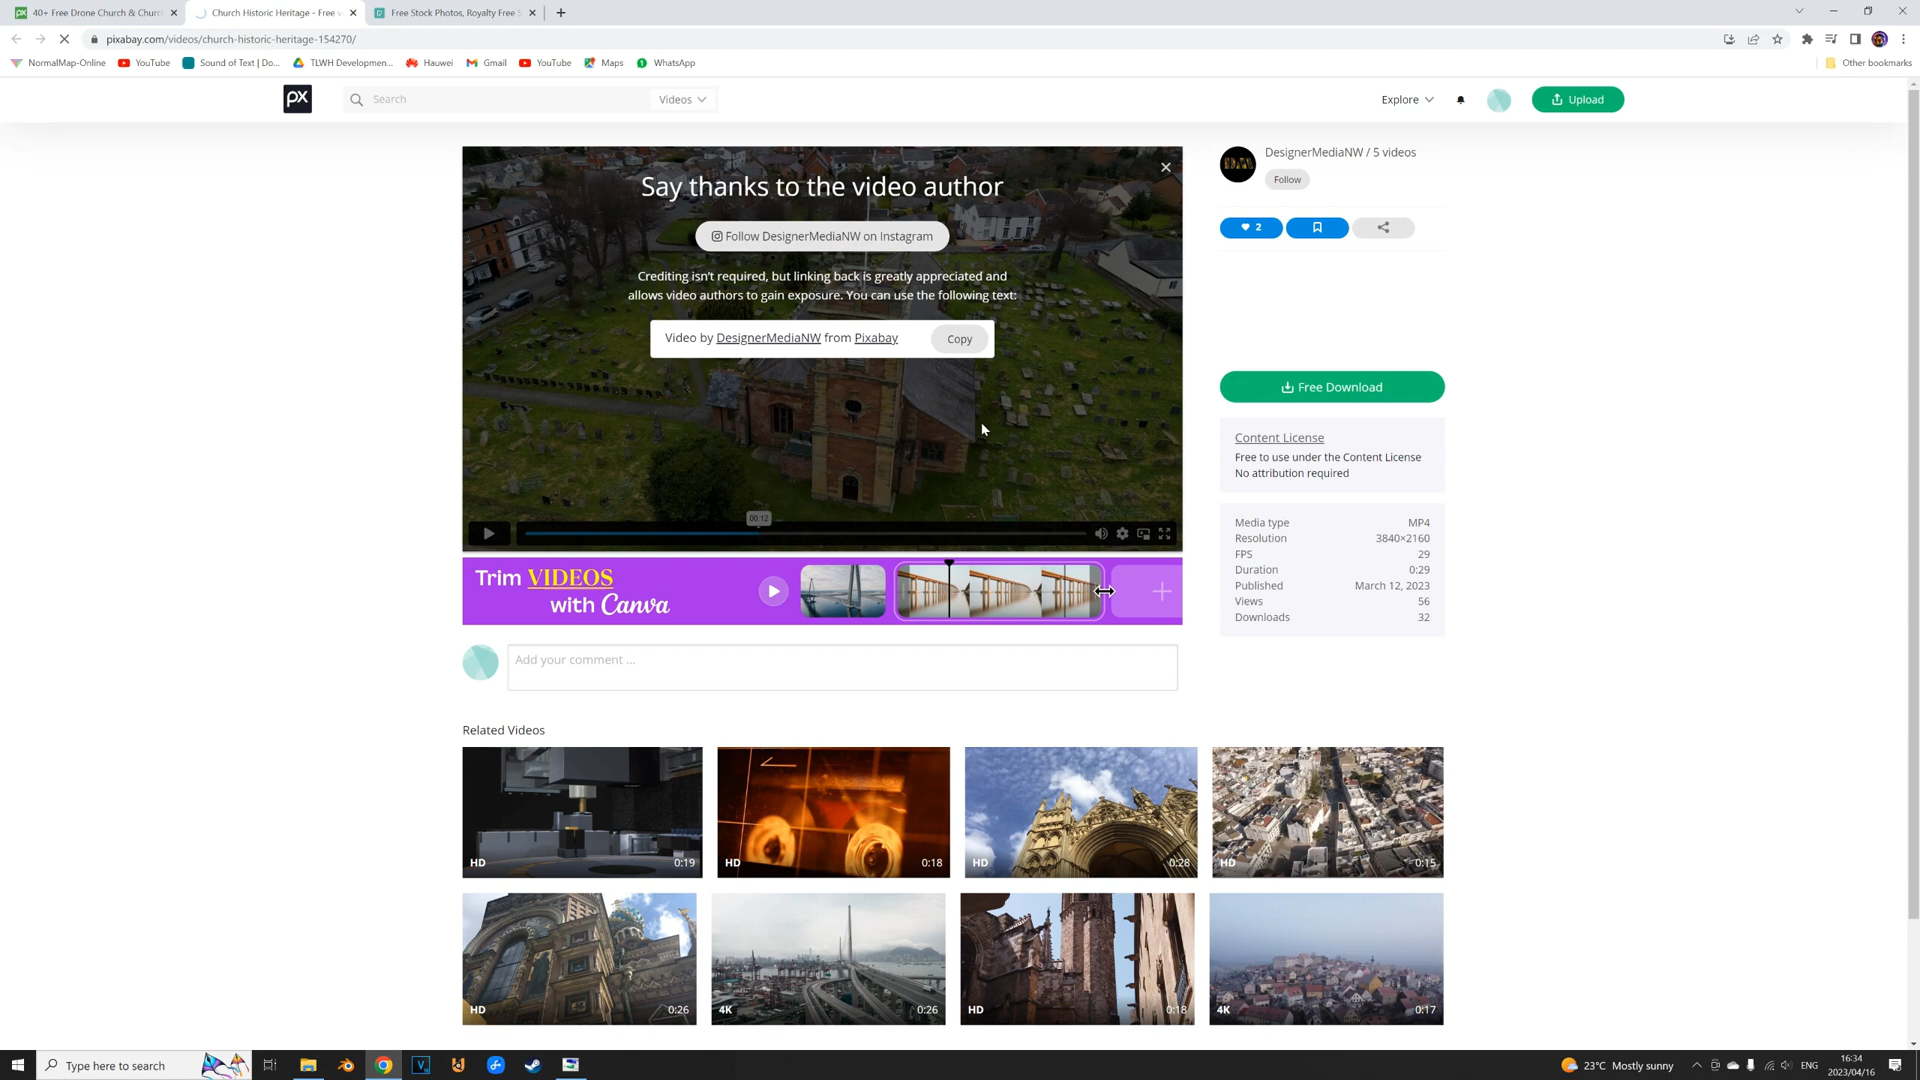 40+ Free Drone Church & Churc
Church Historic Heritage - Free v
Free Stock Photos, Royalty Free S
pixabay.com/videos/church-historic-heritage-154270/
NormalMap-Online
YouTube
Sound of Text | Do...
TLWH Developmen...
Hauwei
Gmail
YouTube
Maps
WhatsApp
Other bookmarks
px
Search
Videos
Explore
Upload
Say thanks to the video author
Follow DesignerMediaNW on Instagram
Crediting isn't required, but linking back is greatly appreciated and
allows video authors to gain exposure. You can use the following text:
Video by DesignerMediaNW from Pixabay
Copy
00:12
DesignerMediaNW / 5 videos
Follow
2
Free Download
Content License
Free to use under the Content License
No attribution required
Media type MP4
Resolution 3840×2160
FPS 29
Duration 0:29
Published March 12, 2023
Views 56
Downloads 32
Trim VIDEOS
with Canva
Add your comment ...
Related Videos
HD 0:19
HD 0:18
HD 0:28
HD 0:15
HD 0:26
4K 0:26
HD 0:18
4K 0:17
Type here to search
23°C Mostly sunny
ENG
16:34
2023/04/16